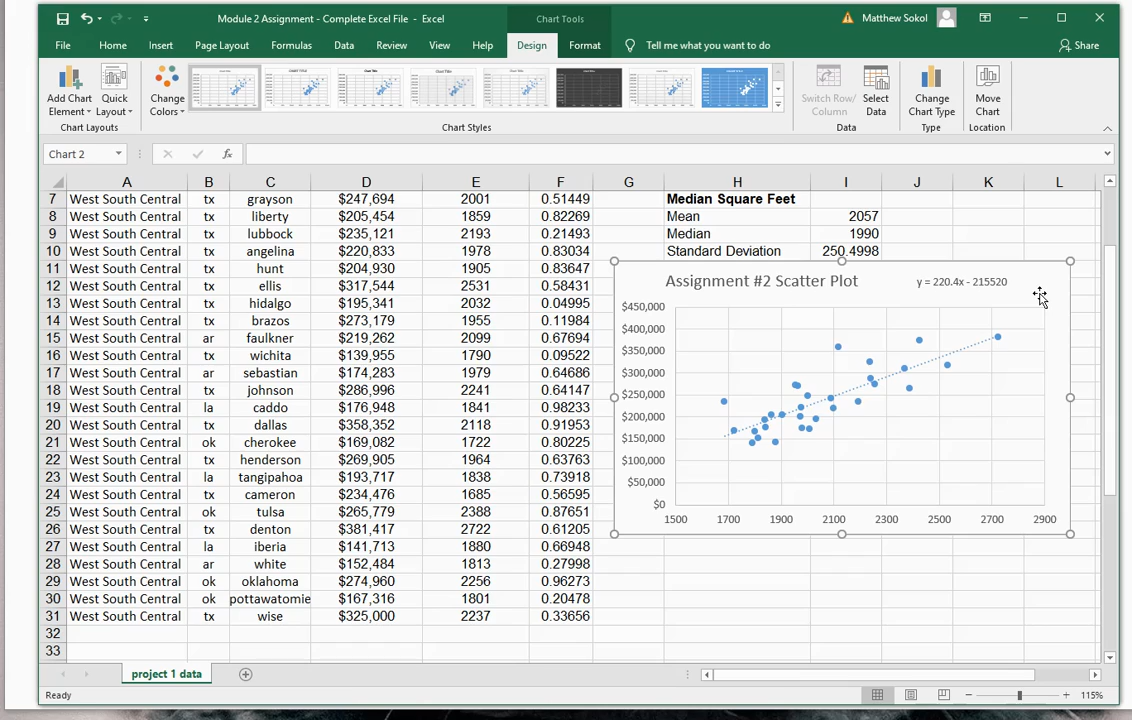 Module 2 Assignment - Complete Excel File - Excel
Chart Tools
Matthew Sokol
File Home Insert Page Layout Formulas Data Review View Help Design Format Tell me what you want to do Share
Add Chart Element
Quick Layout
Change Colors
Switch Row/ Column
Select Data
Change Chart Type
Move Chart
Chart Layouts Chart Styles Data Type Location
Chart 2 fx
A B C D E F G H I J K L
7 West South Central tx grayson $247,694 2001 0.51449 Median Square Feet
8 West South Central tx liberty $205,454 1859 0.82269 Mean 2057
9 West South Central tx lubbock $235,121 2193 0.21493 Median 1990
10 West South Central tx angelina $220,833 1978 0.83034 Standard Deviation 250.4998
11 West South Central tx hunt $204,930 1905 0.83647
12 West South Central tx ellis $317,544 2531 0.58431
13 West South Central tx hidalgo $195,341 2032 0.04995
14 West South Central tx brazos $273,179 1955 0.11984
15 West South Central ar faulkner $219,262 2099 0.67694
16 West South Central tx wichita $139,955 1790 0.09522
17 West South Central ar sebastian $174,283 1979 0.64686
18 West South Central tx johnson $286,996 2241 0.64147
19 West South Central la caddo $176,948 1841 0.98233
20 West South Central tx dallas $358,352 2118 0.91953
21 West South Central ok cherokee $169,082 1722 0.80225
22 West South Central tx henderson $269,905 1964 0.63763
23 West South Central la tangipahoa $193,717 1838 0.73918
24 West South Central tx cameron $234,476 1685 0.56595
25 West South Central ok tulsa $265,779 2388 0.87651
26 West South Central tx denton $381,417 2722 0.61205
27 West South Central la iberia $141,713 1880 0.66948
28 West South Central ar white $152,484 1813 0.27998
29 West South Central ok oklahoma $274,960 2256 0.96273
30 West South Central ok pottawatomie $167,316 1801 0.20478
31 West South Central tx wise $325,000 2237 0.33656
32
33
Assignment #2 Scatter Plot
y = 220.4x - 215520
$450,000
$400,000
$350,000
$300,000
$250,000
$200,000
$150,000
$100,000
$50,000
$0
1500 1700 1900 2100 2300 2500 2700 2900
project 1 data
Ready
115%